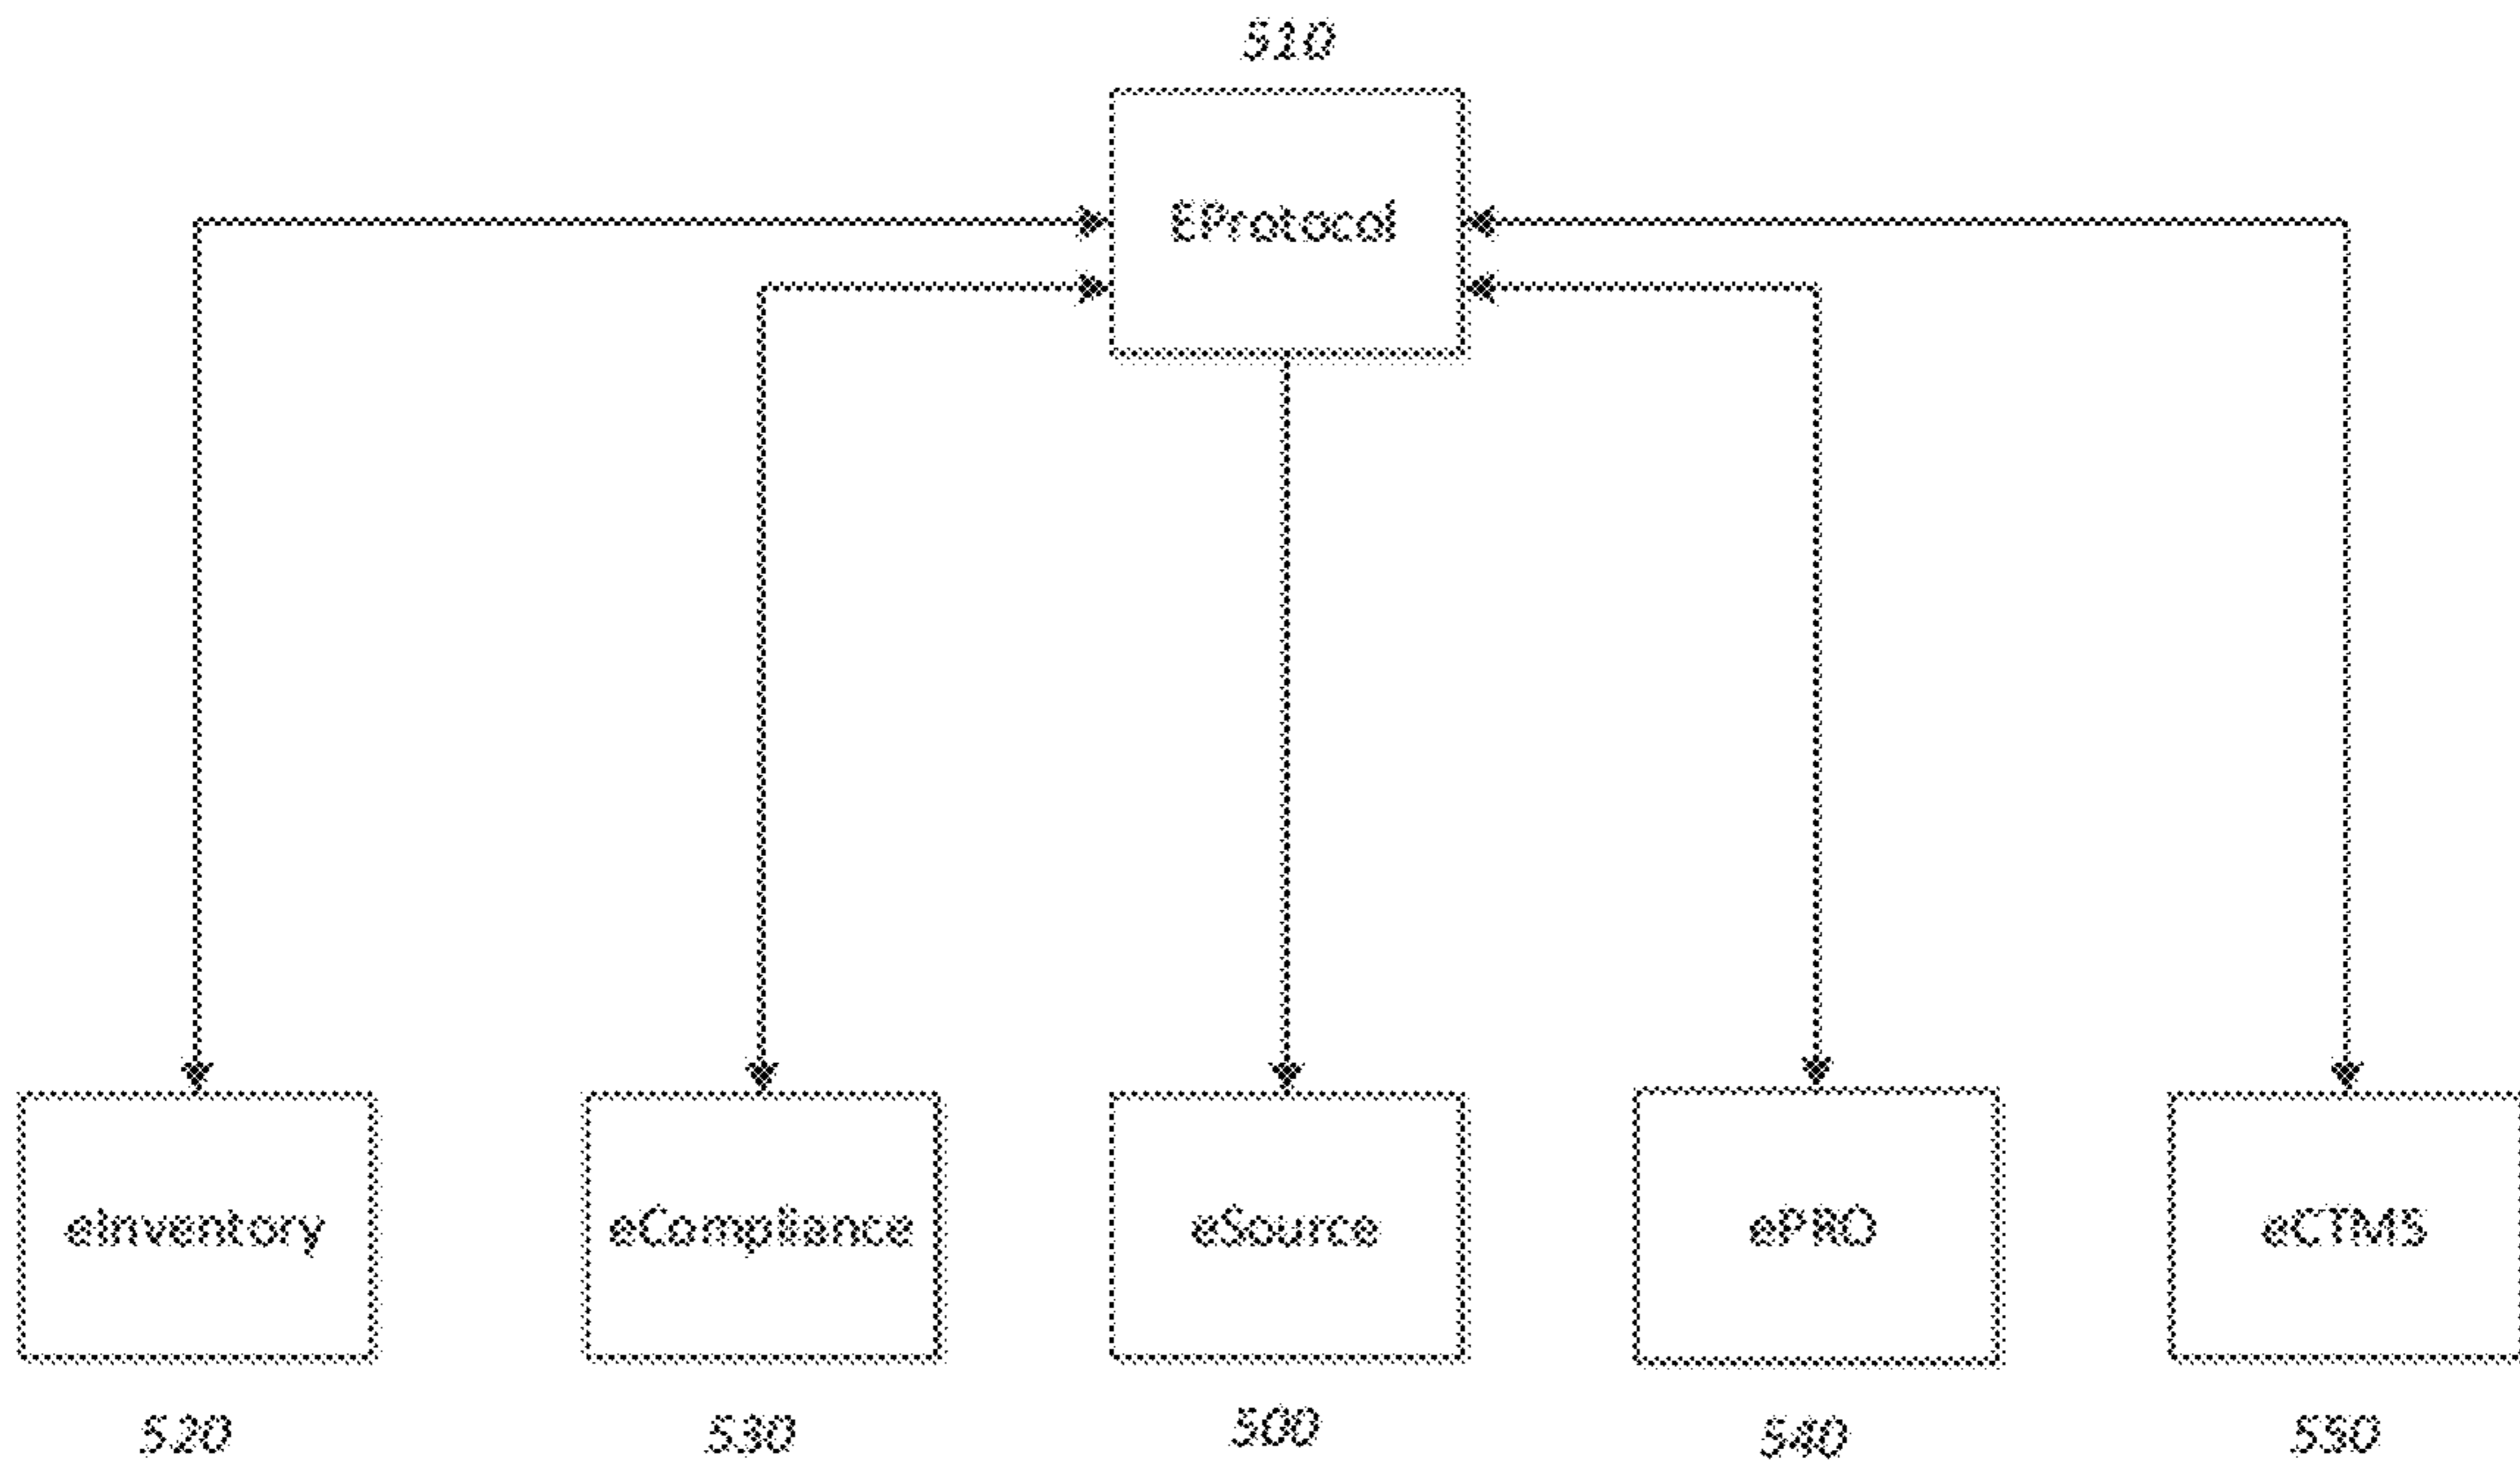 510
EProtocol
eInventory
eCompliance
eSource
ePRO
eCTMS
520
530
500
540
550